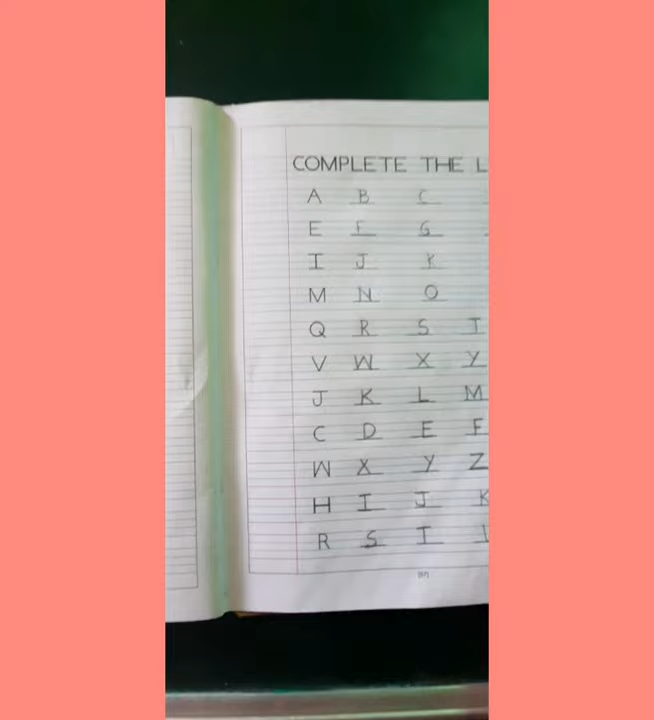 COMPLETE THE L
A B C
E F G
I J K
M N O
Q R S T
V W X Y
J K L M
C D E F
W X Y Z
H I J K
R S T